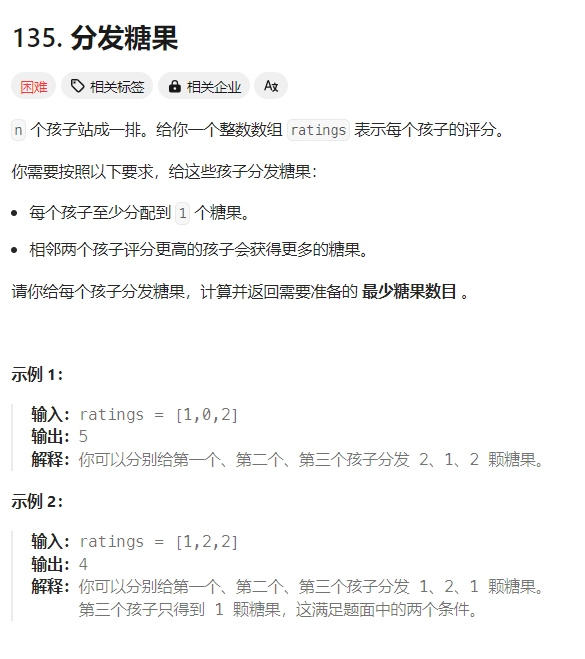 135. 分发糖果
困难 相关标签 相关企业 Aあ
n 个孩子站成一排。给你一个整数数组 ratings 表示每个孩子的评分。
你需要按照以下要求，给这些孩子分发糖果：
• 每个孩子至少分配到 1 个糖果。
• 相邻两个孩子评分更高的孩子会获得更多的糖果。
请你给每个孩子分发糖果，计算并返回需要准备的 最少糖果数目 。
示例 1：
输入：ratings = [1,0,2]
输出：5
解释：你可以分别给第一个、第二个、第三个孩子分发 2、1、2 颗糖果。
示例 2：
输入：ratings = [1,2,2]
输出：4
解释：你可以分别给第一个、第二个、第三个孩子分发 1、2、1 颗糖果。
第三个孩子只得到 1 颗糖果，这满足题面中的两个条件。